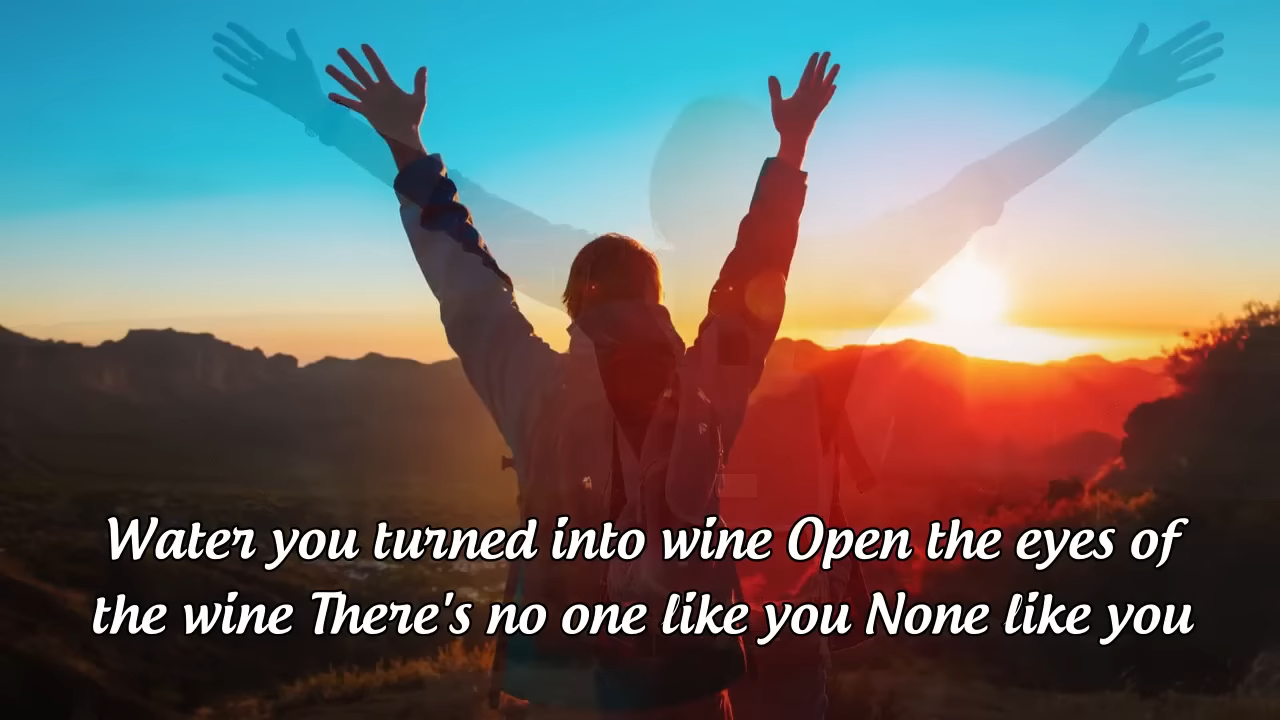 Water you turned into wine Open the eyes of
the wine There's no one like you None like you